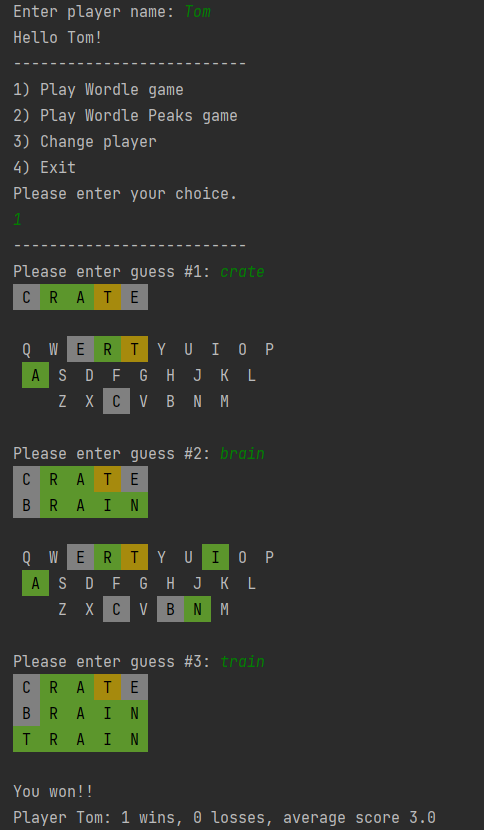 Enter player name: Tom
Hello Tom!
--------------------------
1) Play Wordle game
2) Play Wordle Peaks game
3) Change player
4) Exit
Please enter your choice.
1
--------------------------
Please enter guess #1: crate
C R A T E
Q W E R T Y U I O P
A S D F G H J K L
Z X C V B N M
Please enter guess #2: brain
C R A T E
B R A I N
Q W E R T Y U I O P
A S D F G H J K L
Z X C V B N M
Please enter guess #3: train
C R A T E
B R A I N
T R A I N
You won!!
Player Tom: 1 wins, 0 losses, average score 3.0